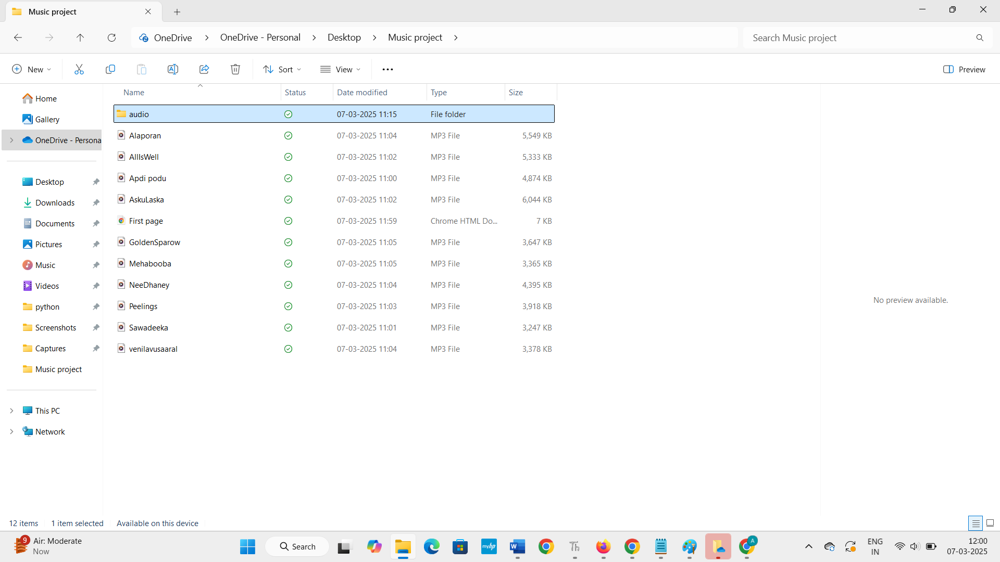 Music project
OneDrive > OneDrive - Personal > Desktop > Music project >
Search Music project
New
Sort
View
Preview
Name Status Date modified Type Size
Home
Gallery
OneDrive - Persona
Desktop
Downloads
Documents
Pictures
Music
Videos
python
Screenshots
Captures
Music project
This PC
Network
audio 07-03-2025 11:15 File folder
Alaporan 07-03-2025 11:04 MP3 File 5,549 KB
AllIsWell 07-03-2025 11:02 MP3 File 5,333 KB
Apdi podu 07-03-2025 11:00 MP3 File 4,874 KB
AskuLaska 07-03-2025 11:02 MP3 File 6,044 KB
First page 07-03-2025 11:59 Chrome HTML Do... 7 KB
GoldenSparow 07-03-2025 11:05 MP3 File 3,647 KB
Mehabooba 07-03-2025 11:05 MP3 File 3,365 KB
NeeDhaney 07-03-2025 11:04 MP3 File 4,395 KB
Peelings 07-03-2025 11:03 MP3 File 3,918 KB
Sawadeeka 07-03-2025 11:01 MP3 File 3,247 KB
venilavusaaral 07-03-2025 11:04 MP3 File 3,378 KB
No preview available.
12 items 1 item selected Available on this device
9
Air: Moderate
Now
Search
myhp
W
Th
A
ENG
IN
12:00
07-03-2025